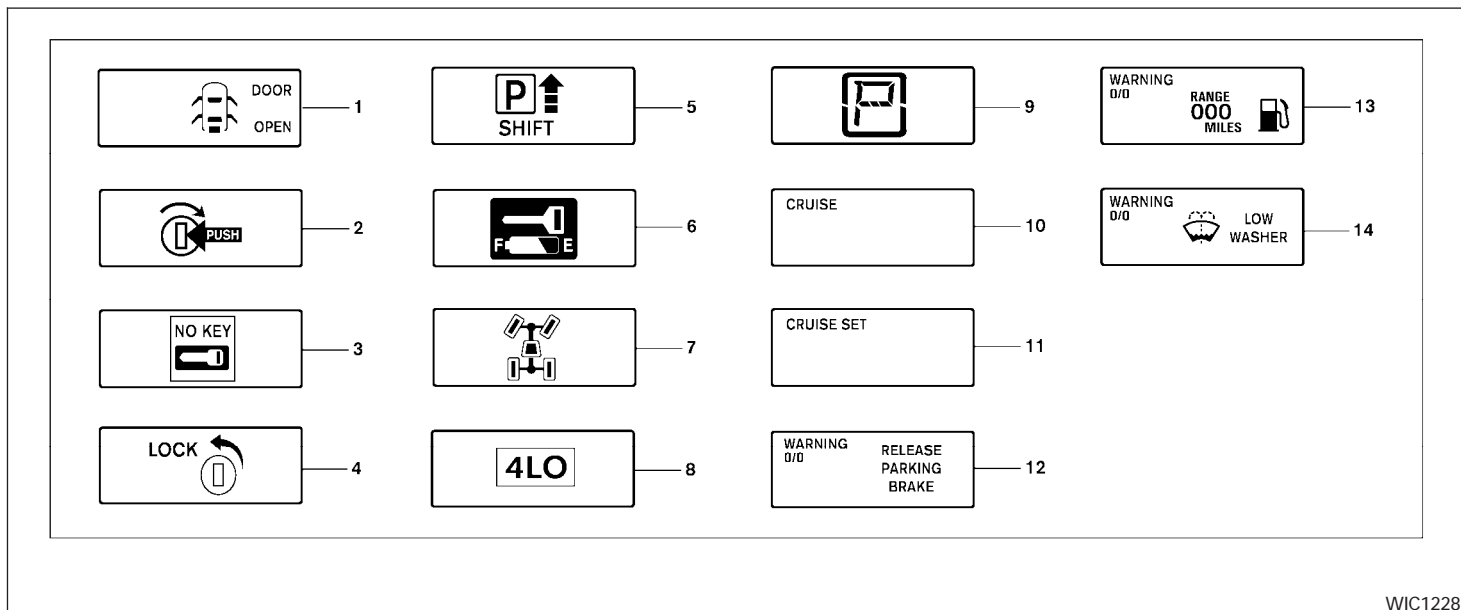 DOOR
OPEN
1
PUSH
2
NO KEY
3
LOCK
4
P
SHIFT
5
F E
6
7
4LO
8
P
9
CRUISE
10
CRUISE SET
11
WARNING
0/0
RELEASE
PARKING
BRAKE
12
WARNING
0/0
RANGE
000
MILES
13
WARNING
0/0
LOW
WASHER
14
WIC1228